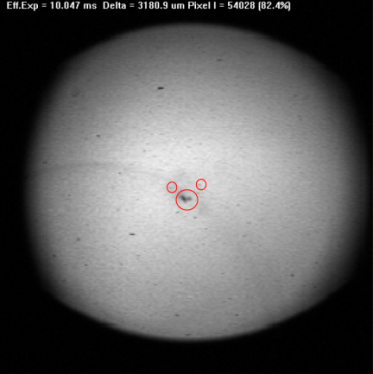 Eff.Exp = 10.047 ms Delta = 3180.9 um Pixel I = 54028 (82.4%)